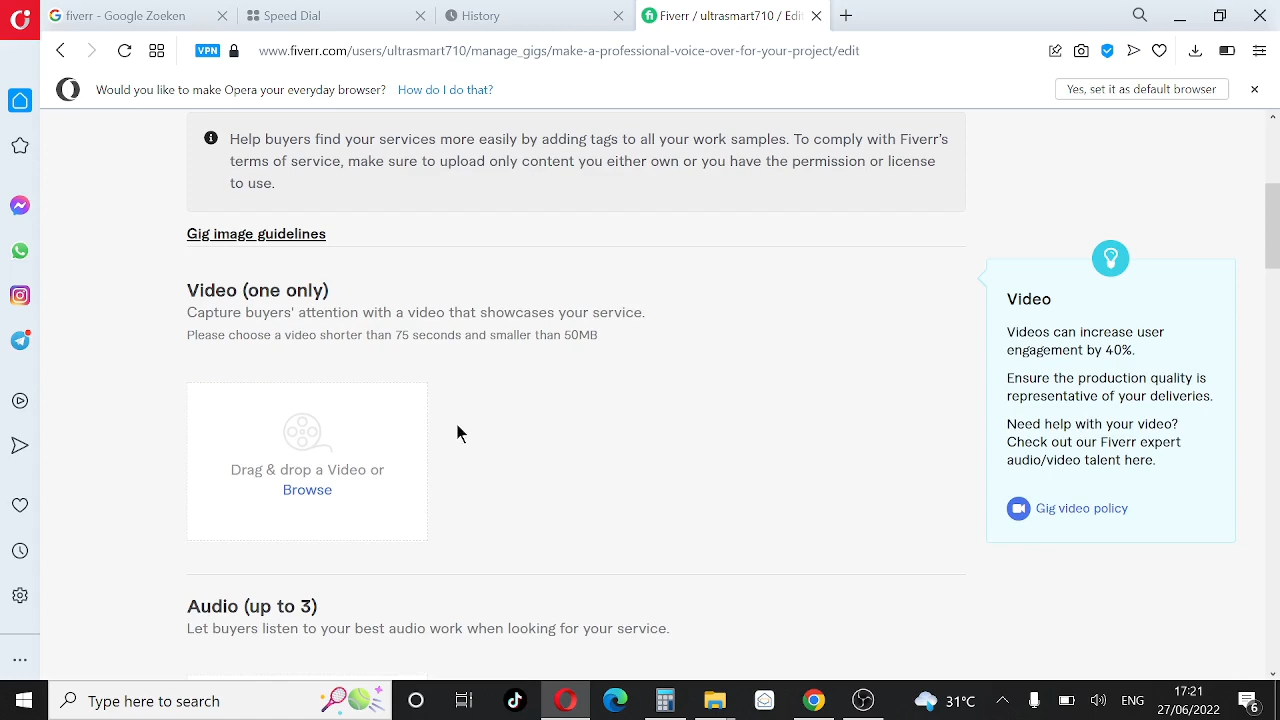 fiverr - Google Zoeken
Speed Dial
History
Fiverr / ultrasmart710 / Edi
VPN
www.fiverr.com/users/ultrasmart710/manage_gigs/make-a-professional-voice-over-for-your-project/edit
Would you like to make Opera your everyday browser? How do I do that?
Yes, set it as default browser
Help buyers find your services more easily by adding tags to all your work samples. To comply with Fiverr's
terms of service, make sure to upload only content you either own or you have the permission or license
to use.
Gig image guidelines
Video (one only)
Capture buyers' attention with a video that showcases your service.
Please choose a video shorter than 75 seconds and smaller than 50MB
Drag & drop a Video or
Browse
Video
Videos can increase user
engagement by 40%.
Ensure the production quality is
representative of your deliveries.
Need help with your video?
Check out our Fiverr expert
audio/video talent here.
Gig video policy
Audio (up to 3)
Let buyers listen to your best audio work when looking for your service.
Type here to search
31°C
ENG
17:21
27/06/2022
6